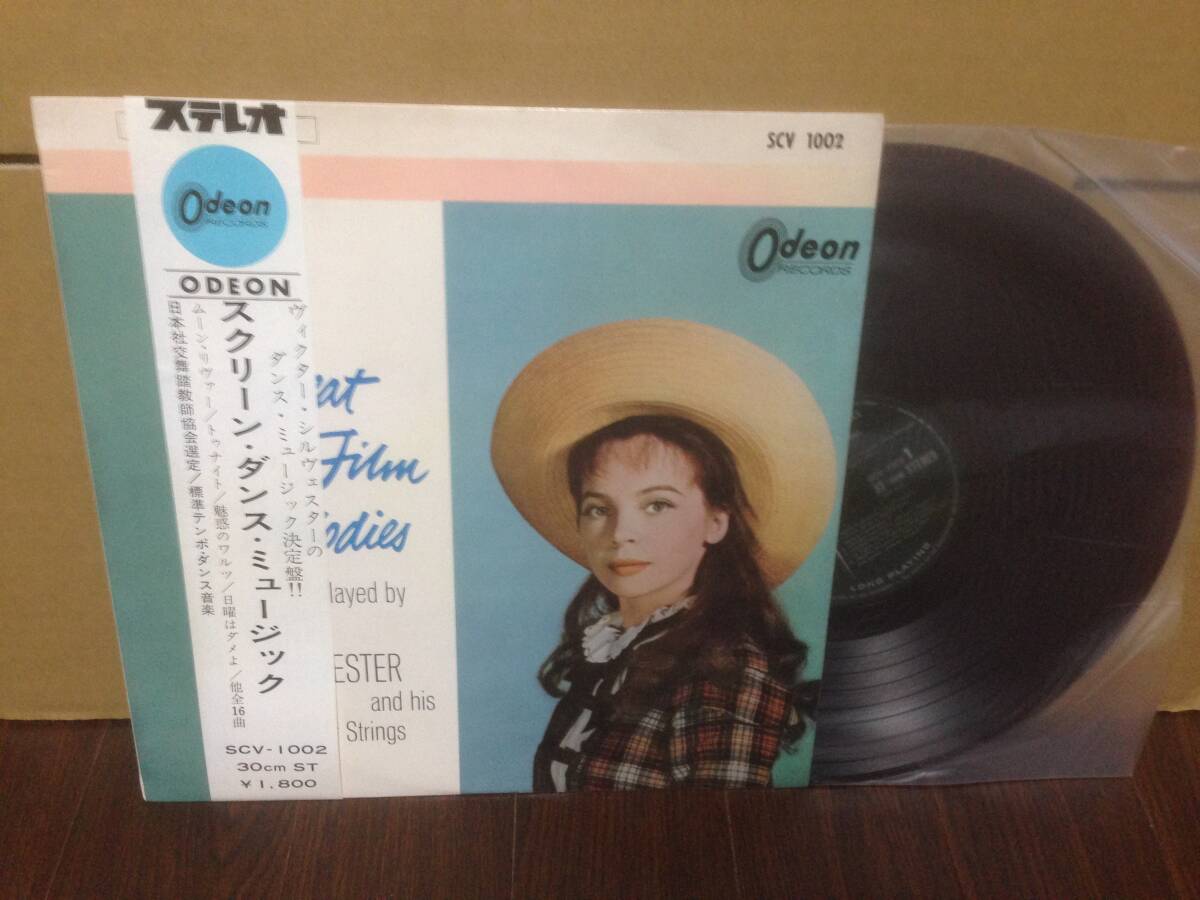 ステレオ
Odeon
RECORDS
ODEON
ヴィクター・シルヴェスターの
ダンス・ミュージック決定盤!!
スクリーン・ダンス・ミュージック
ムーン・リヴァー/トゥナイト/魅惑のワルツ/日曜はダメよ/他全16曲
日本社交舞踏教師協会選定/標準テンポ・ダンス音楽
SCV-1002
30cm ST
¥1,800
SCV 1002
Odeon
RECORDS
eat
Film
odies
layed by
ESTER
and his
Strings
1
STEREO
LONG PLAYING